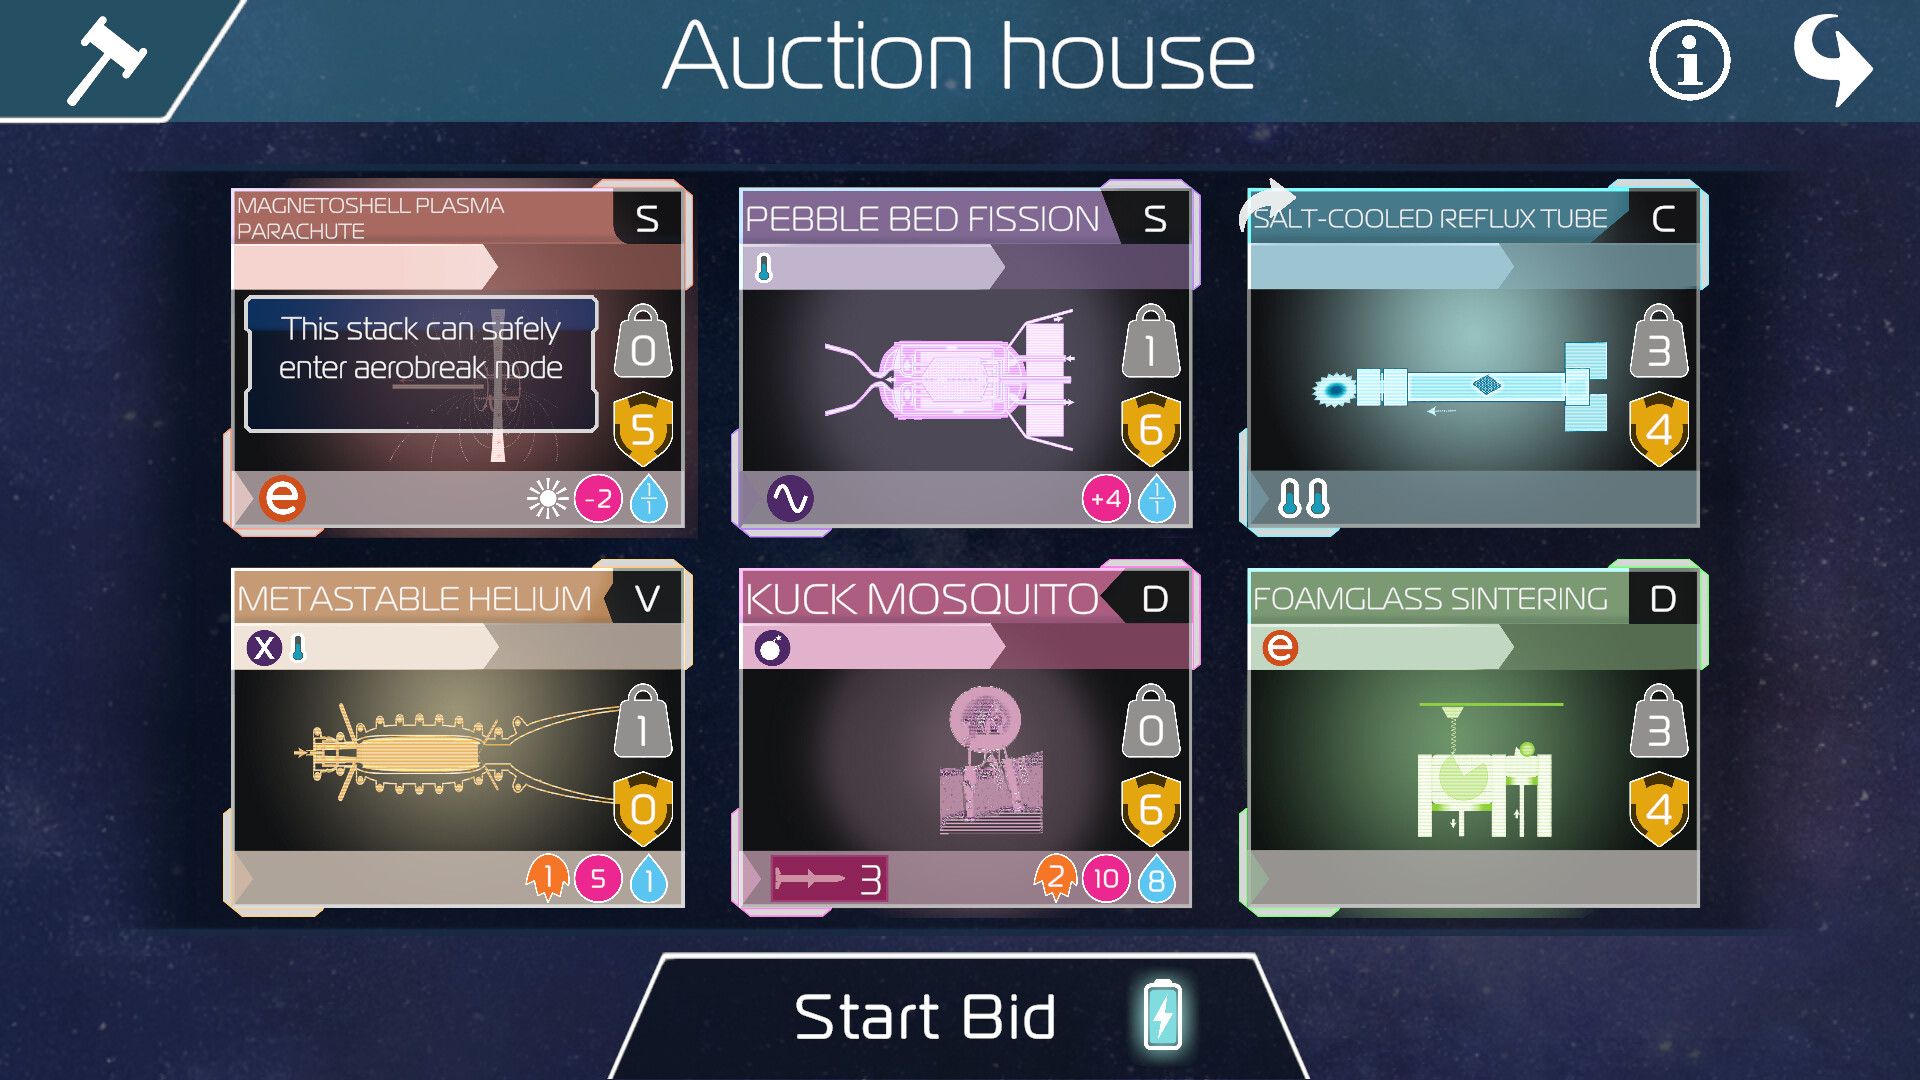 Auction house
MAGNETOSHELL PLASMA
PARACHUTE
S
This stack can safely
enter aerobreak node
0
5
e
-2
1/1
PEBBLE BED FISSION
S
1
6
+4
1/1
SALT-COOLED REFLUX TUBE
C
3
4
METASTABLE HELIUM
V
X
1
0
1
5
1
KUCK MOSQUITO
D
0
6
3
2
10
8
FOAMGLASS SINTERING
D
e
3
4
Start Bid